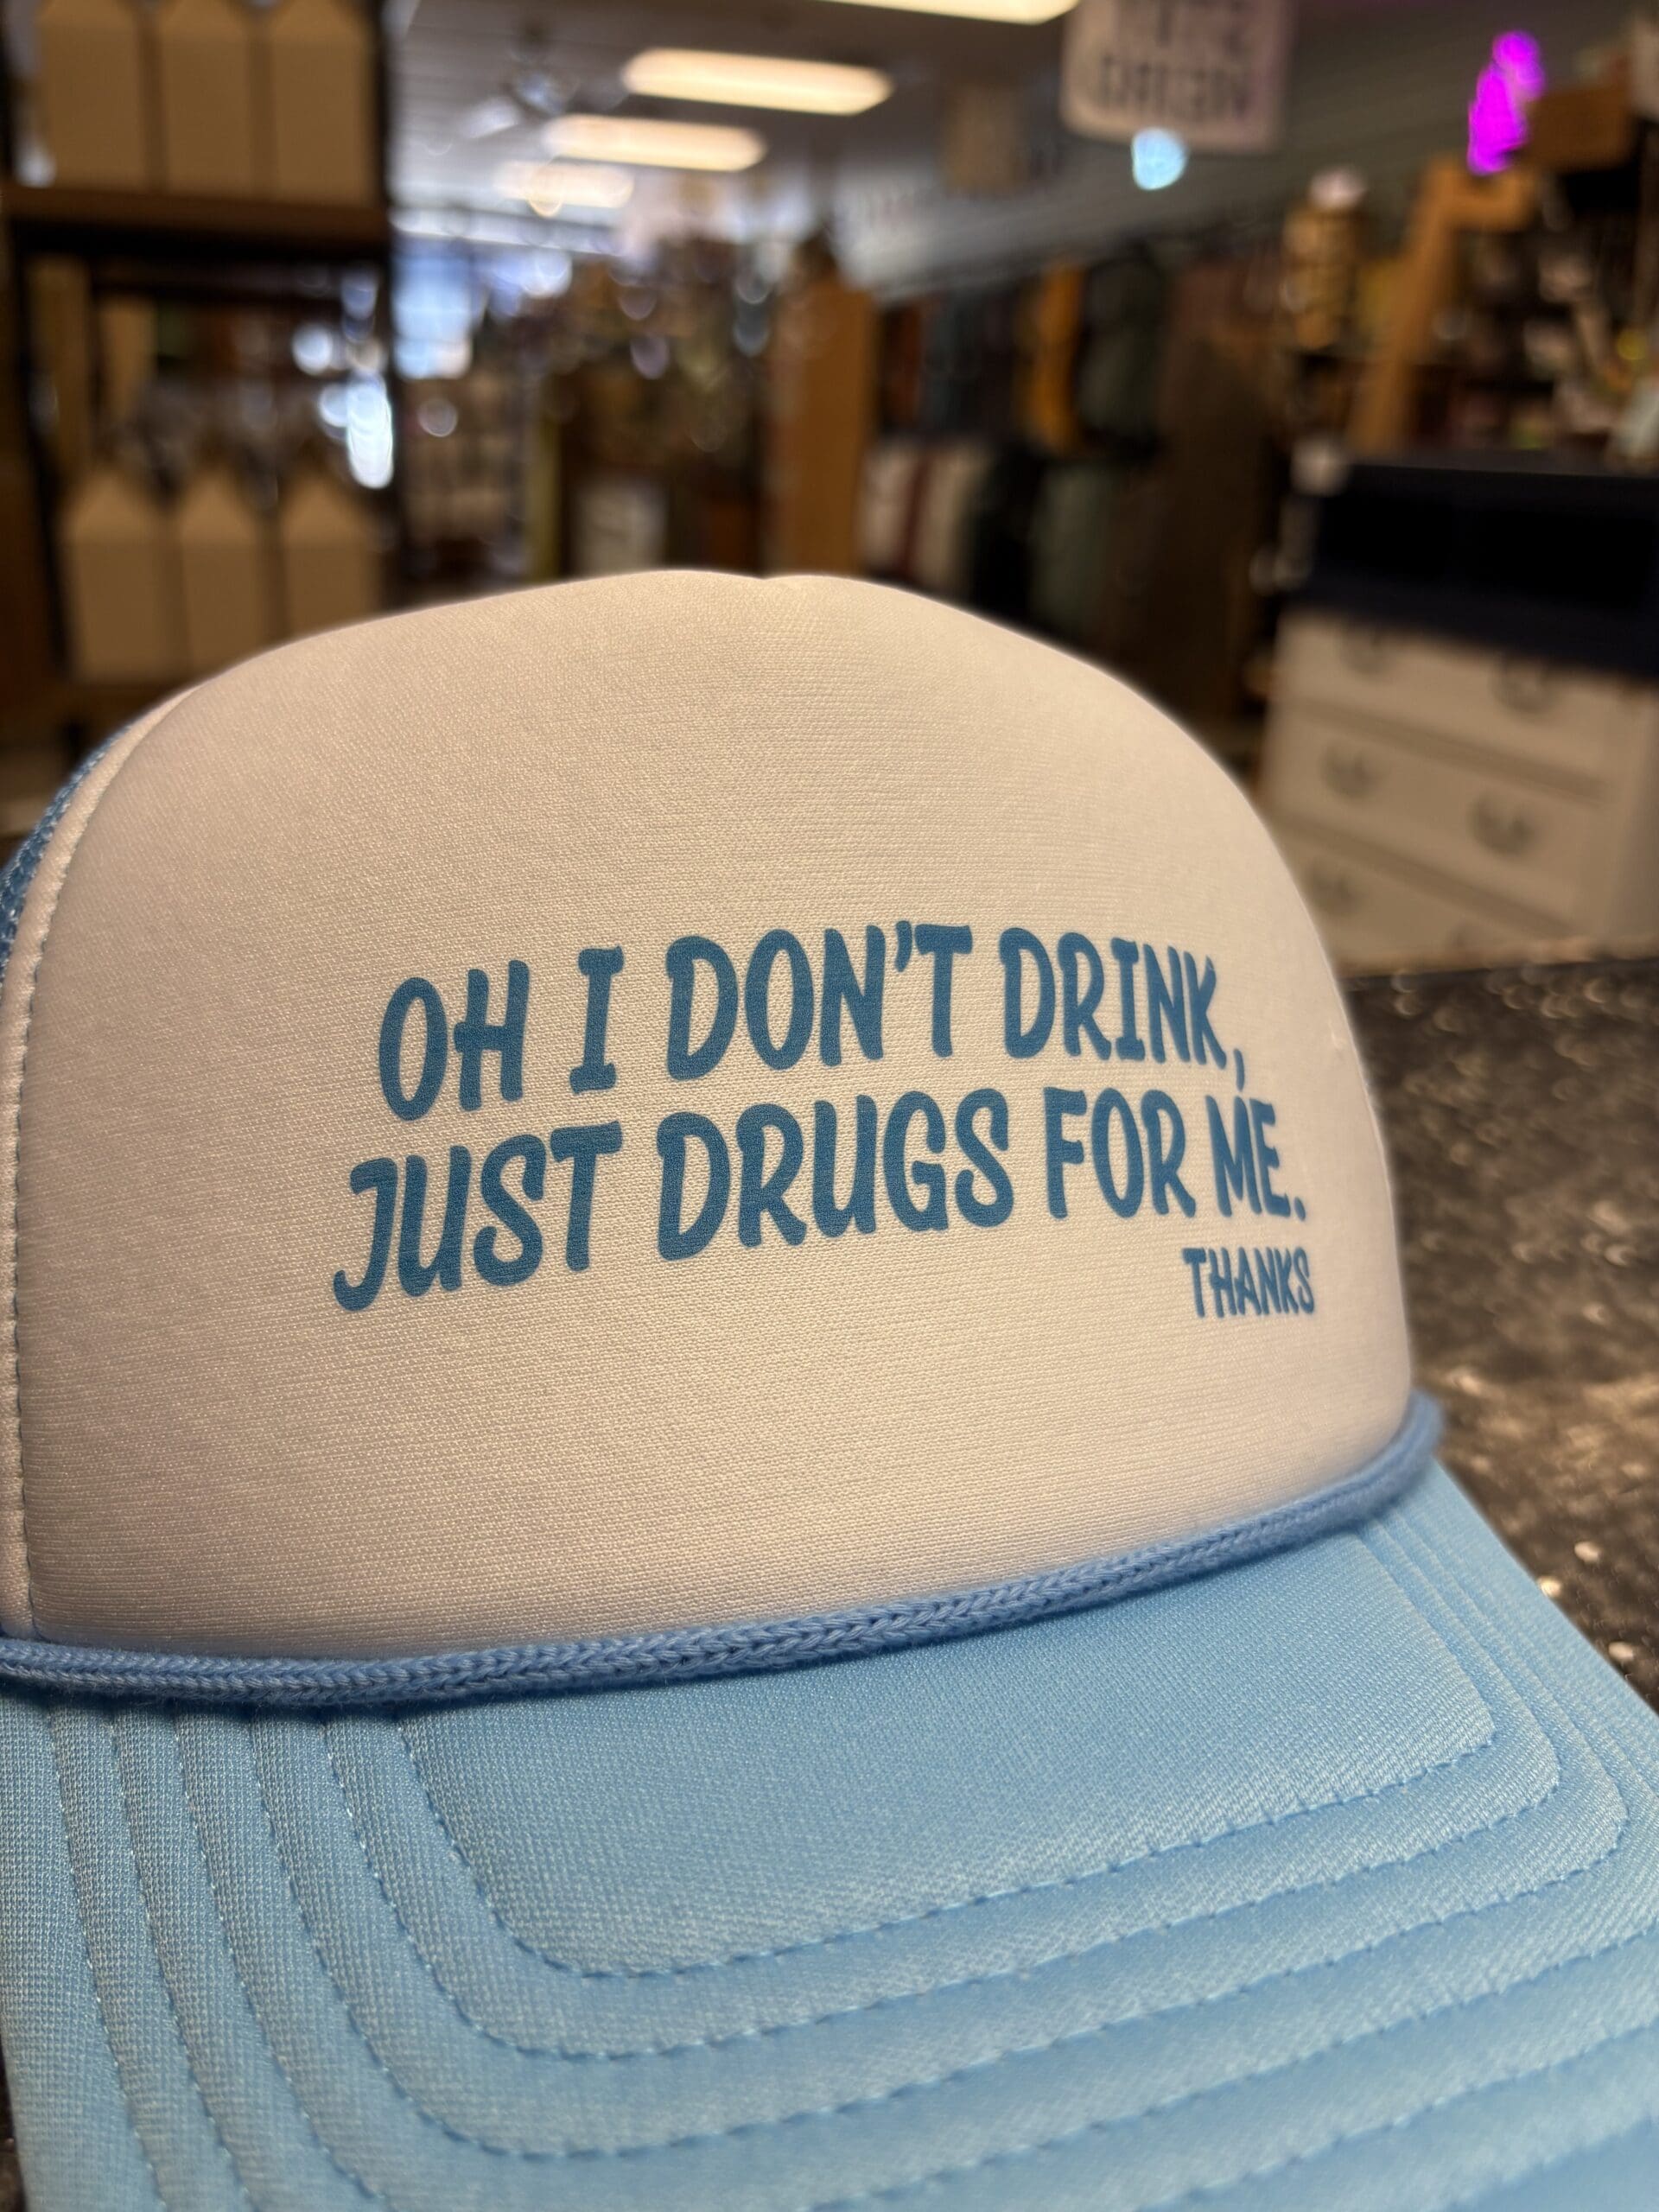 OH I DON'T DRINK,
JUST DRUGS FOR ME.
THANKS